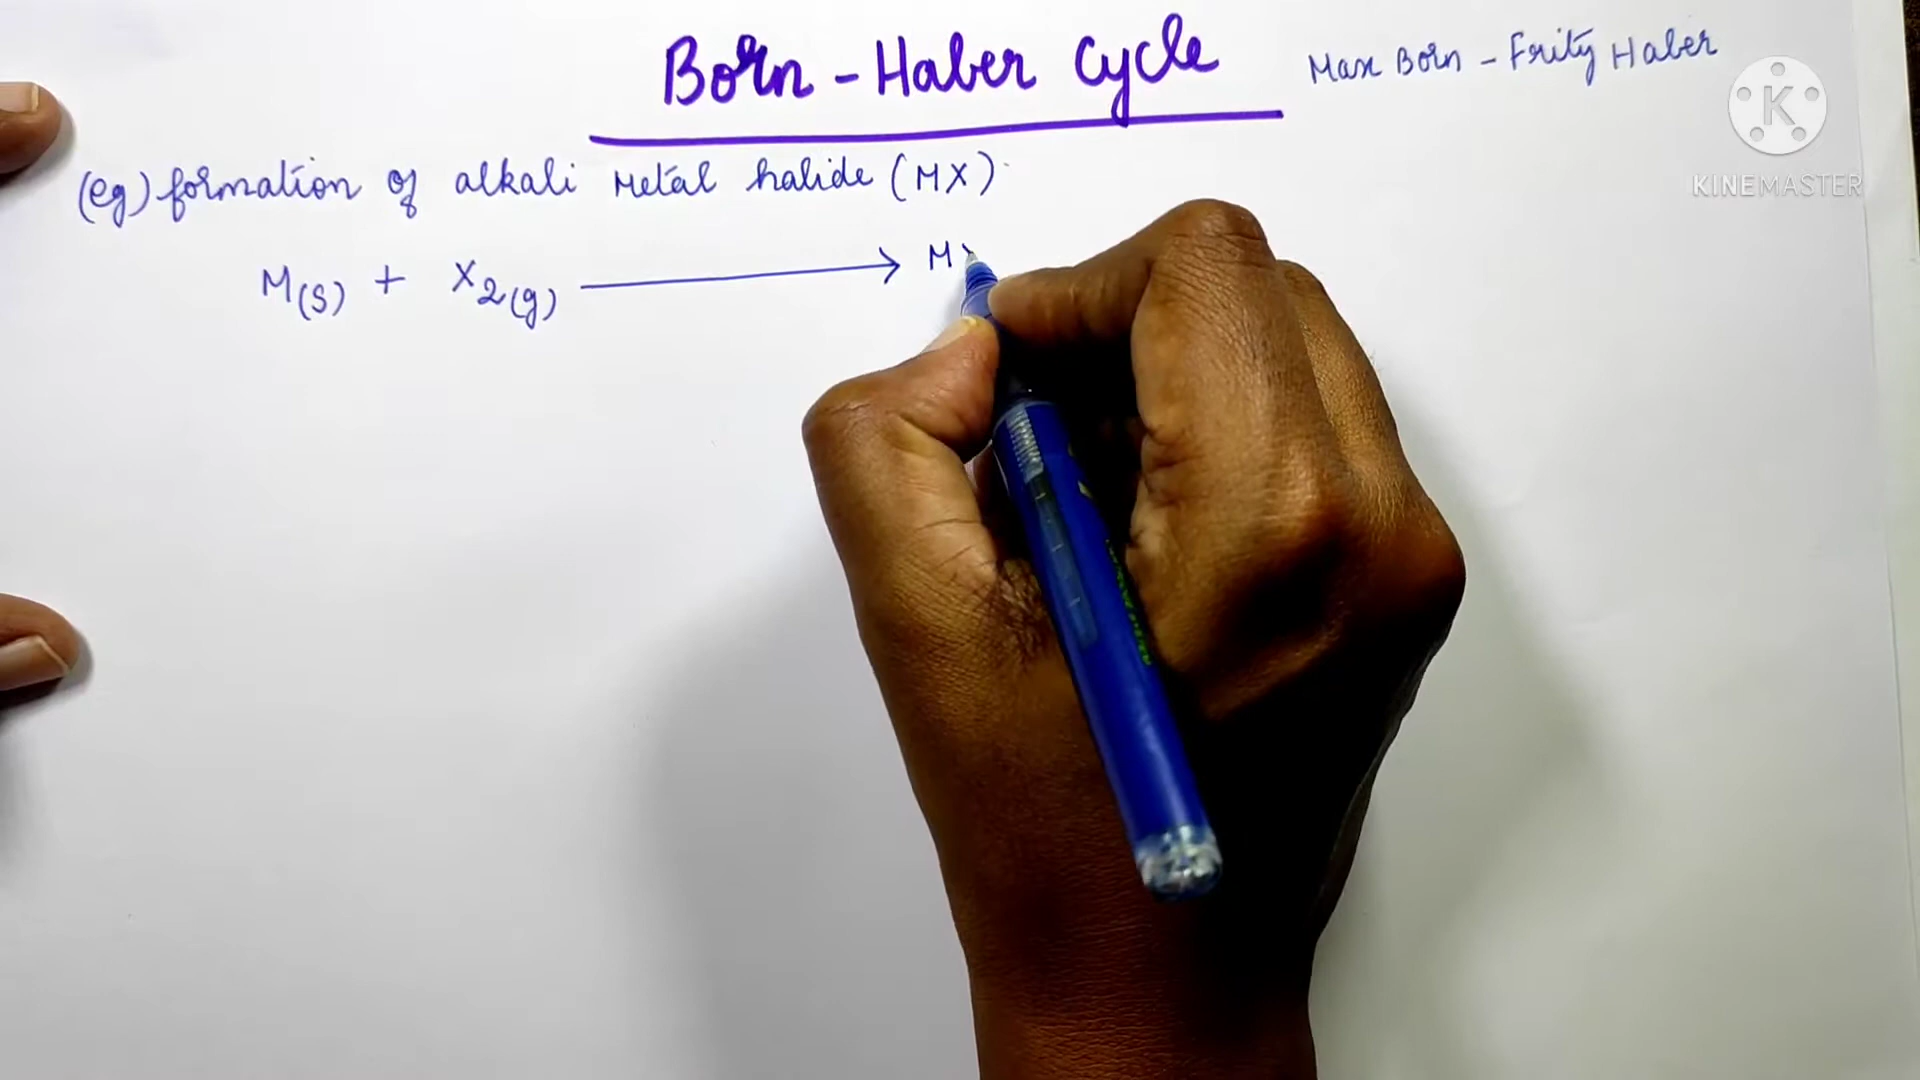 Born - Haber Cycle
Max Born - Frity Haber
K
KINEMASTER
(eg) formation of alkali Metal halide (MX)
M(s) + X2(g) ⟶ MX